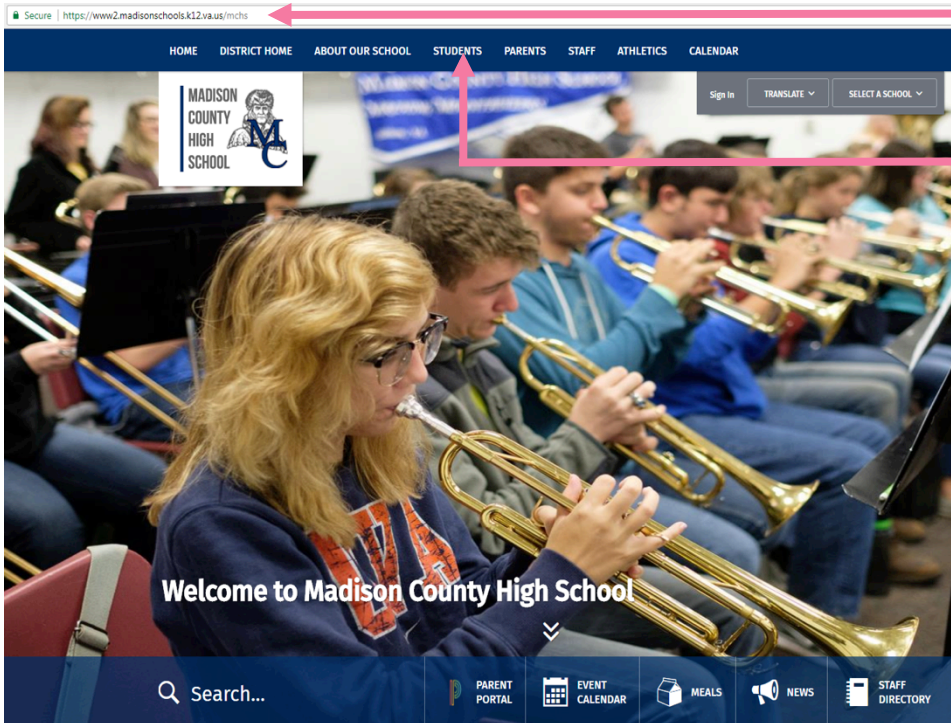 Secure | https://www2.madisonschools.k12.va.us/mchs
HOME DISTRICT HOME ABOUT OUR SCHOOL STUDENTS PARENTS STAFF ATHLETICS CALENDAR
Sign In TRANSLATE SELECT A SCHOOL
MADISON
COUNTY
HIGH
SCHOOL
MC
VA
Welcome to Madison County High School
Search...
PARENT
PORTAL
EVENT
CALENDAR
MEALS
NEWS
STAFF
DIRECTORY